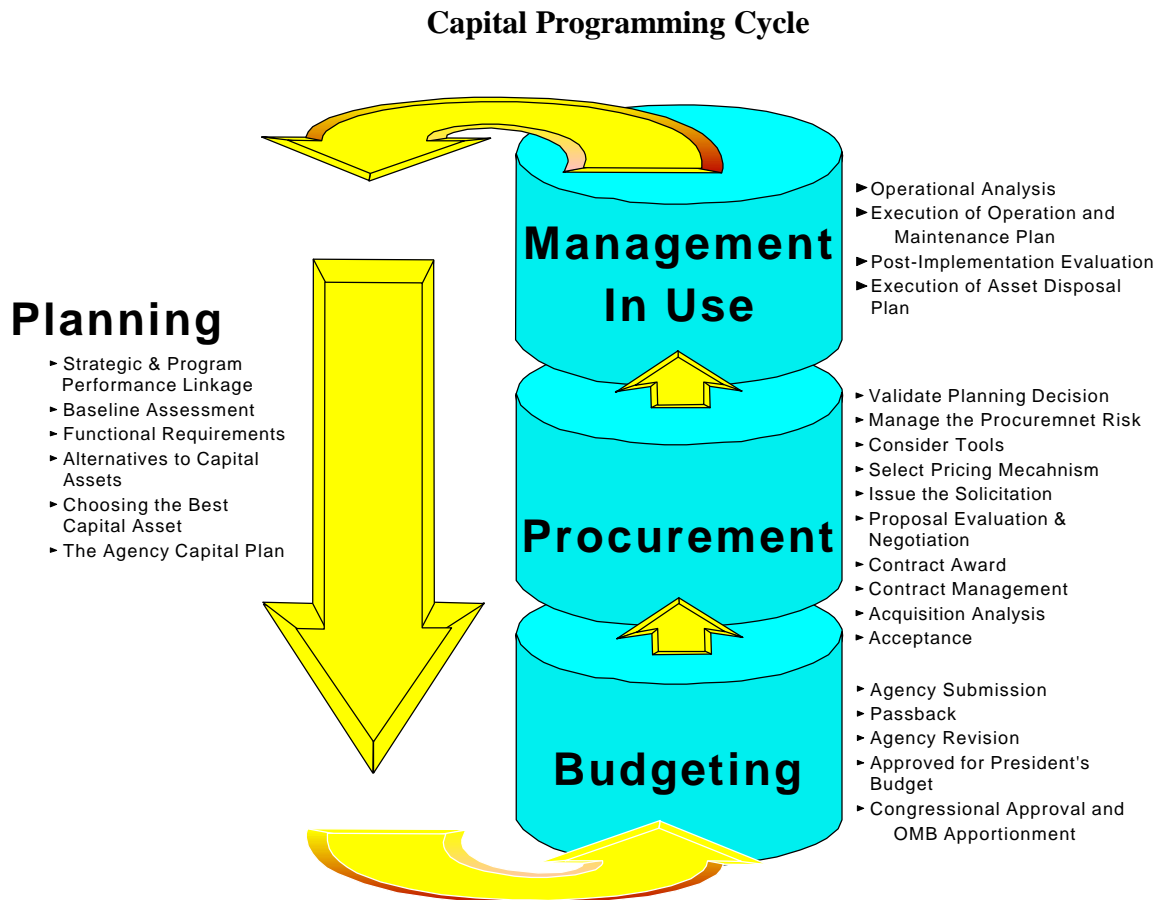 Capital Programming Cycle
Planning
► Strategic & Program
Performance Linkage
► Baseline Assessment
► Functional Requirements
► Alternatives to Capital
Assets
► Choosing the Best
Capital Asset
► The Agency Capital Plan
Management
In Use
► Operational Analysis
► Execution of Operation and
Maintenance Plan
► Post-Implementation Evaluation
► Execution of Asset Disposal
Plan
Procurement
► Validate Planning Decision
► Manage the Procuremnet Risk
► Consider Tools
► Select Pricing Mecahnism
► Issue the Solicitation
► Proposal Evaluation &
Negotiation
► Contract Award
► Contract Management
► Acquisition Analysis
► Acceptance
Budgeting
► Agency Submission
► Passback
► Agency Revision
► Approved for President's
Budget
► Congressional Approval and
OMB Apportionment